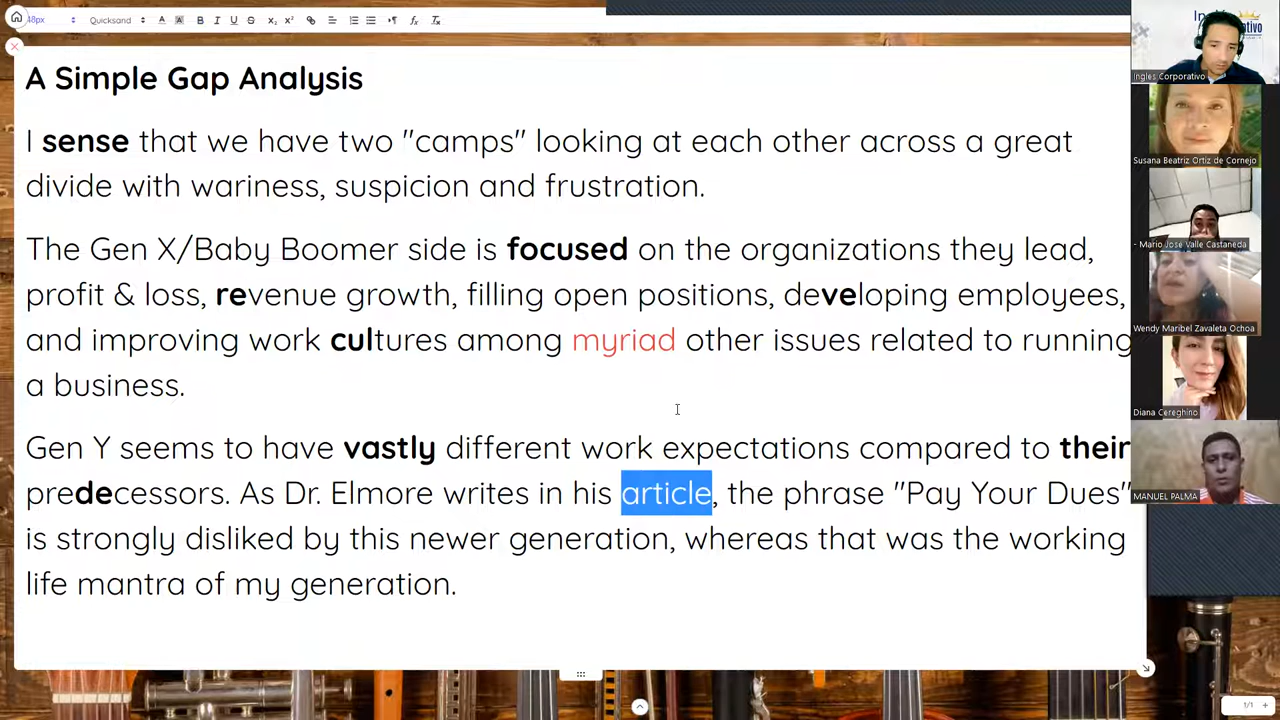 48px Quicksand
A Simple Gap Analysis
I sense that we have two "camps" looking at each other across a great
divide with wariness, suspicion and frustration.
The Gen X/Baby Boomer side is focused on the organizations they lead,
profit & loss, revenue growth, filling open positions, developing employees,
and improving work cultures among myriad other issues related to running
a business.
Gen Y seems to have vastly different work expectations compared to their
predecessors. As Dr. Elmore writes in his article, the phrase "Pay Your Dues"
is strongly disliked by this newer generation, whereas that was the working
life mantra of my generation.
Ingles Corporativo
Susana Beatriz Ortiz de Cornejo
- Mario Jose Valle Castaneda
Wendy Maribel Zavaleta Ochoa
Diana Cereghino
MANUEL PALMA
1/1